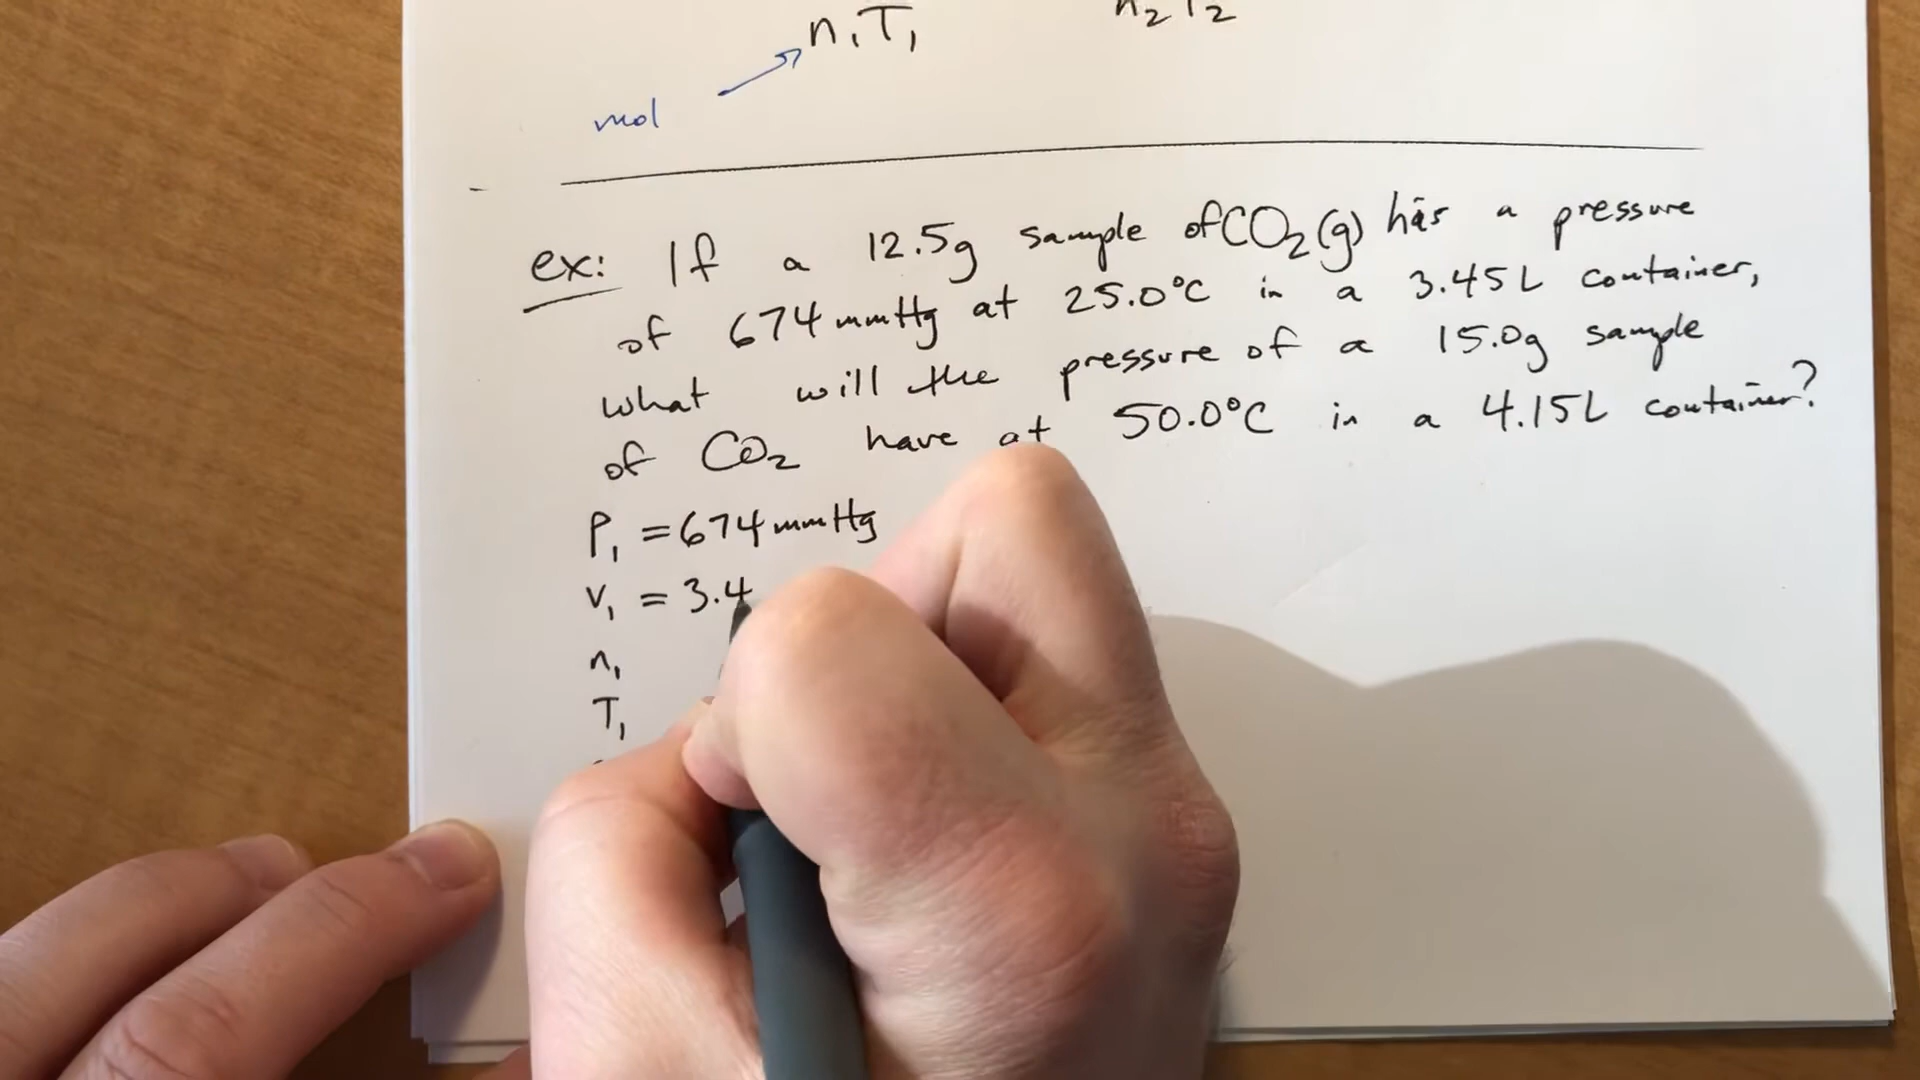 n₁T₁ n₂T₂
mol
ex: If a 12.5g sample of CO₂(g) has a pressure
of 674 mmHg at 25.0°C in a 3.45L container,
what will the pressure of a 15.0g sample
of CO₂ have at 50.0°C in a 4.15L container?
P₁ = 674 mmHg
V₁ = 3.4
n₁
T₁